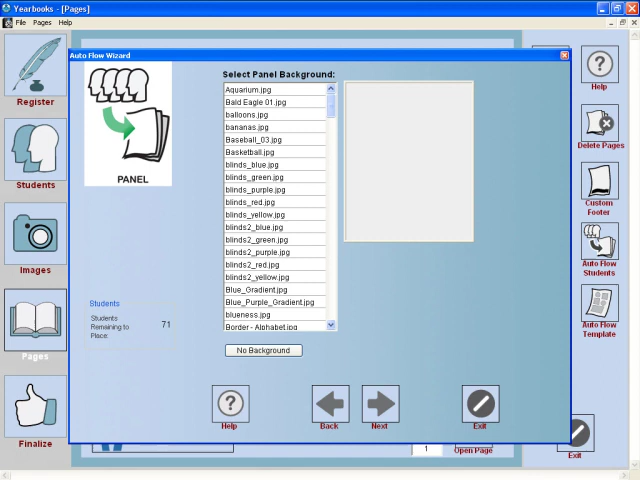 Yearbooks - [Pages]
File Pages Help
Auto Flow Wizard
Register
Students
Images
Pages
Finalize
PANEL
Students
Students
Remaining to
Place:
71
Select Panel Background:
Aquarium.jpg
Bald Eagle 01.jpg
balloons.jpg
bananas.jpg
Baseball_03.jpg
Basketball.jpg
blinds_blue.jpg
blinds_green.jpg
blinds_purple.jpg
blinds_red.jpg
blinds_yellow.jpg
blinds2_blue.jpg
blinds2_green.jpg
blinds2_purple.jpg
blinds2_red.jpg
blinds2_yellow.jpg
Blue_Gradient.jpg
Blue_Purple_Gradient.jpg
blueness.jpg
Border - Alphabet.jpg
No Background
Help
Back
Next
Exit
1
Open Page
Help
Delete Pages
Custom
Footer
Auto Flow
Students
Auto Flow
Template
Exit